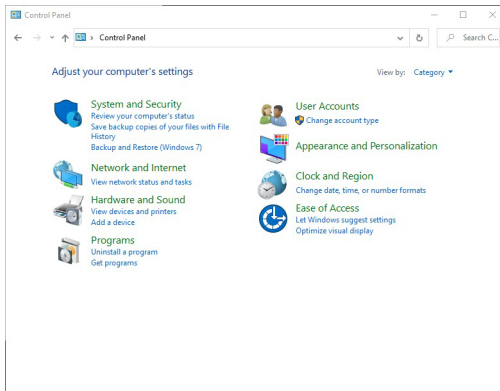 Control Panel
Control Panel
Search C...
Adjust your computer's settings
View by: Category
System and Security
Review your computer's status
Save backup copies of your files with File
History
Backup and Restore (Windows 7)
Network and Internet
View network status and tasks
Hardware and Sound
View devices and printers
Add a device
Programs
Uninstall a program
Get programs
User Accounts
Change account type
Appearance and Personalization
Clock and Region
Change date, time, or number formats
Ease of Access
Let Windows suggest settings
Optimize visual display